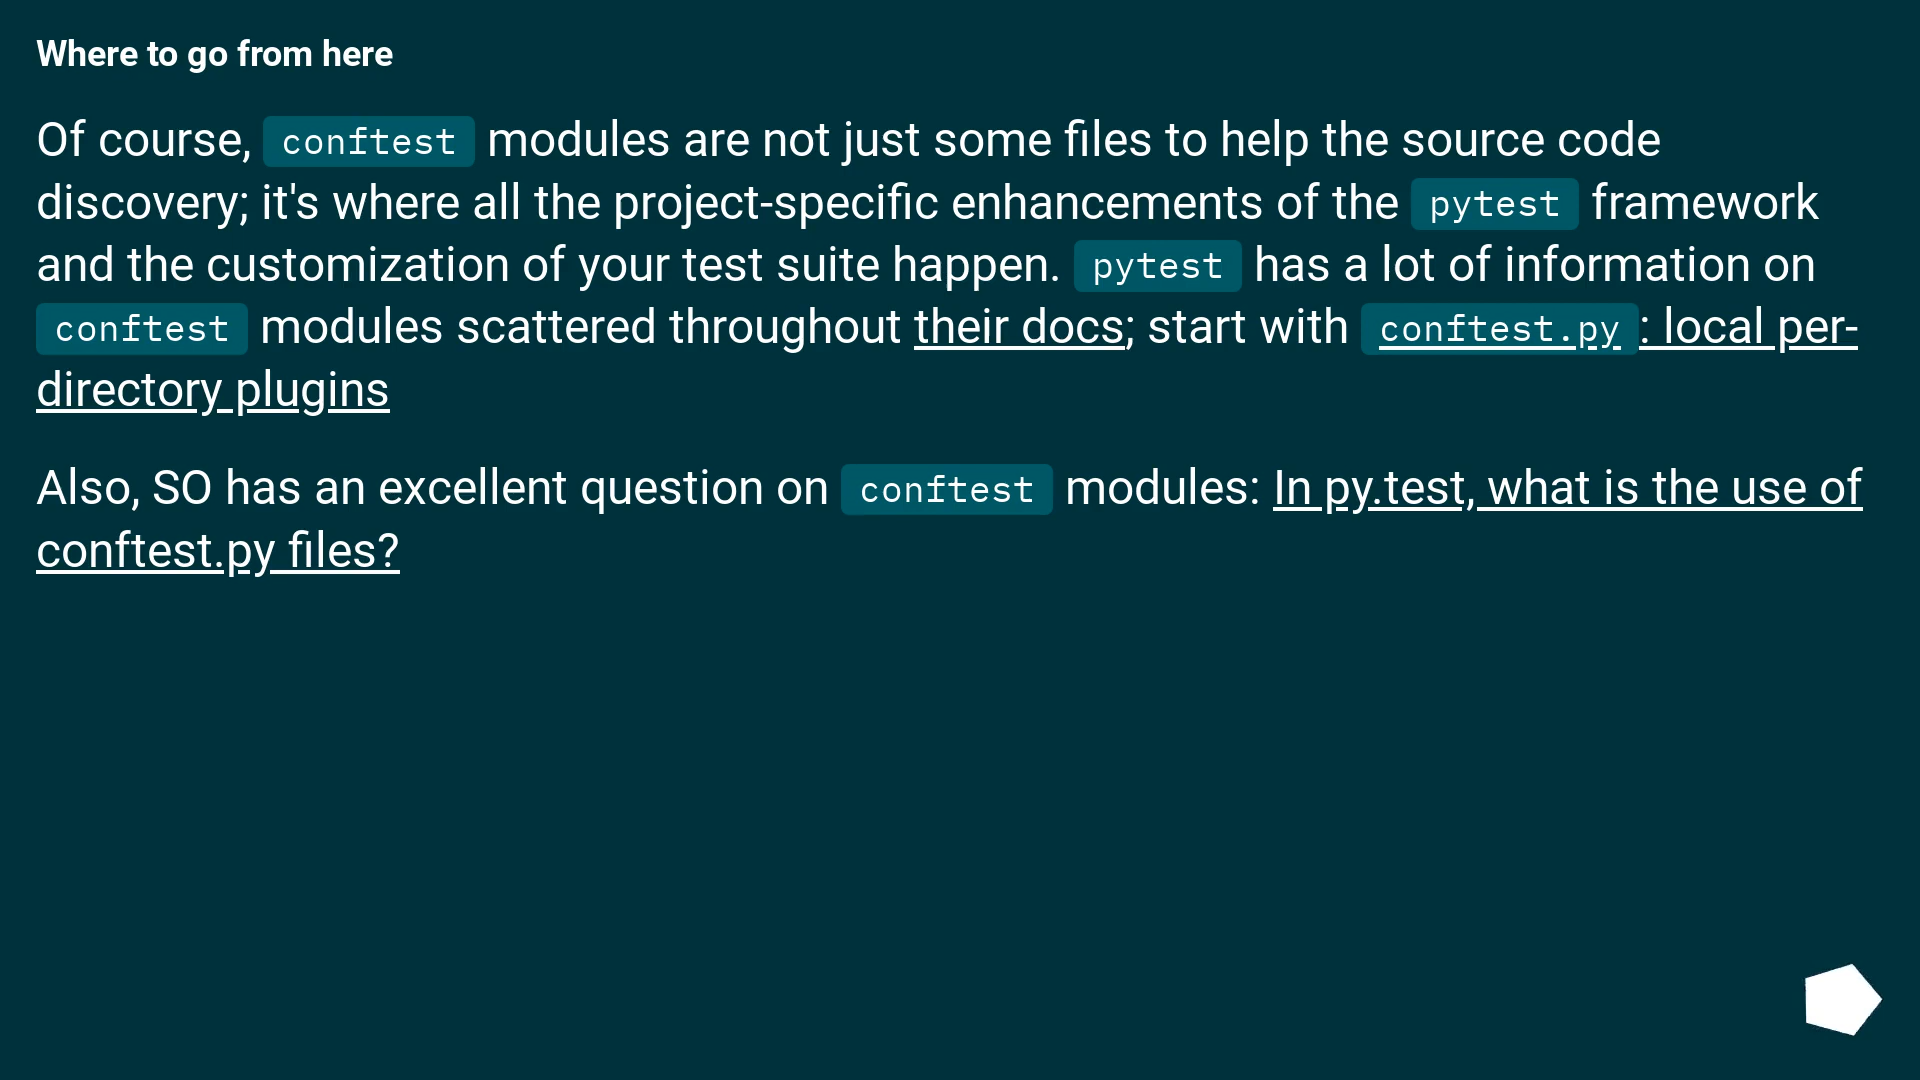 Where to go from here
Of course, conftest modules are not just some files to help the source code
discovery; it's where all the project-specific enhancements of the pytest framework
and the customization of your test suite happen. pytest has a lot of information on
conftest modules scattered throughout their docs; start with conftest.py : local per-
directory plugins
Also, SO has an excellent question on conftest modules: In py.test, what is the use of
conftest.py files?